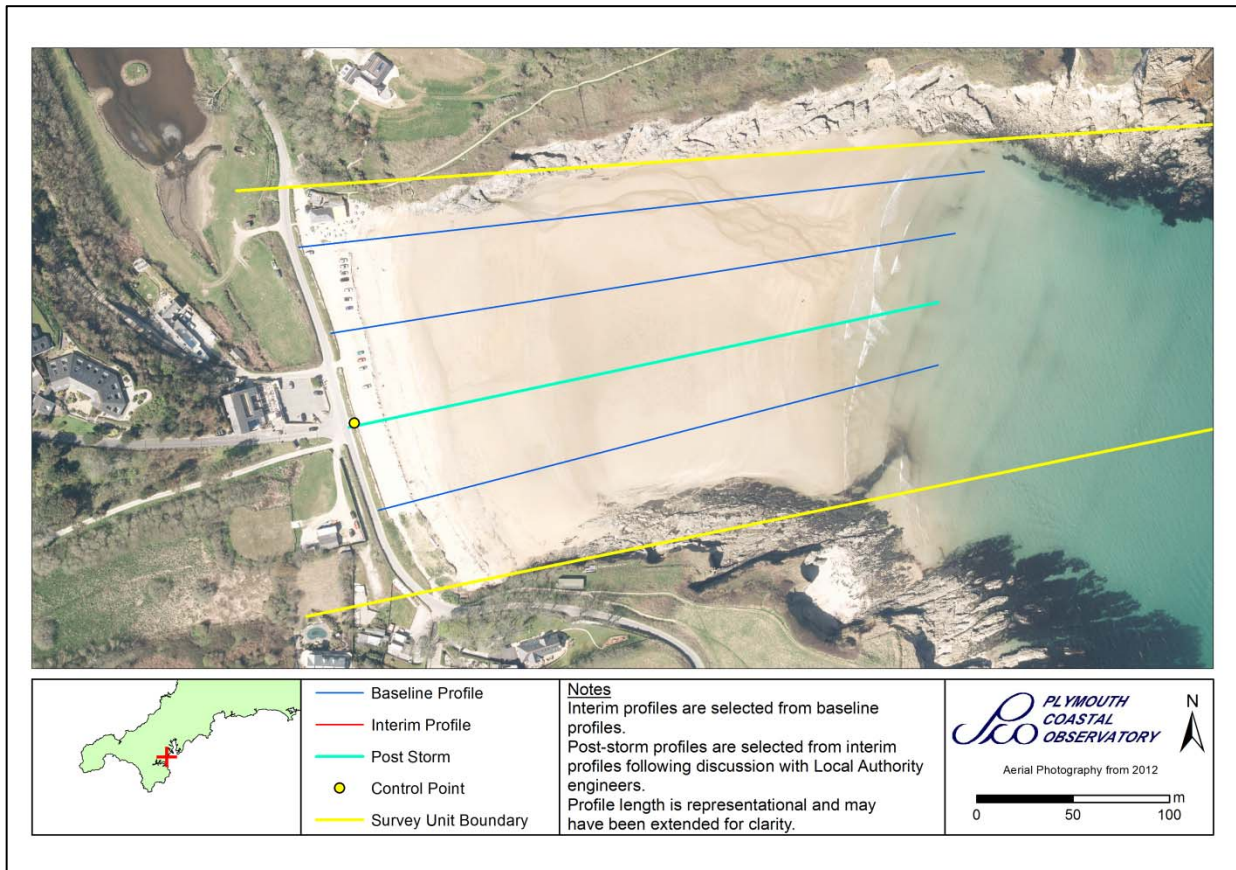 Baseline Profile
Interim Profile
Post Storm
Control Point
Survey Unit Boundary
Notes
Interim profiles are selected from baseline
profiles.
Post-storm profiles are selected from interim
profiles following discussion with Local Authority
engineers.
Profile length is representational and may
have been extended for clarity.
PLYMOUTH
COASTAL
OBSERVATORY
N
Aerial Photography from 2012
m
0 50 100